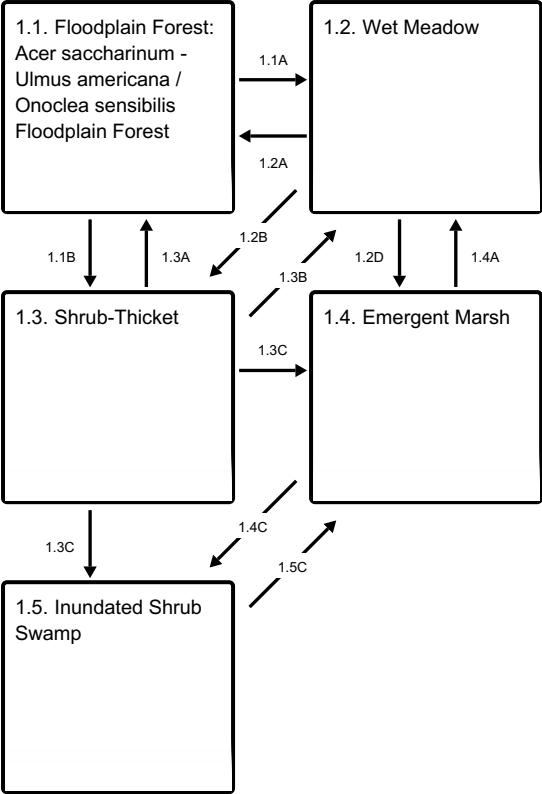 1.1. Floodplain Forest:
Acer saccharinum -
Ulmus americana /
Onoclea sensibilis
Floodplain Forest
1.1A
1.2. Wet Meadow
1.2A
1.1B
1.3A
1.2B
1.3B
1.2D
1.4A
1.3. Shrub-Thicket
1.3C
1.4. Emergent Marsh
1.3C
1.4C
1.5C
1.5. Inundated Shrub
Swamp